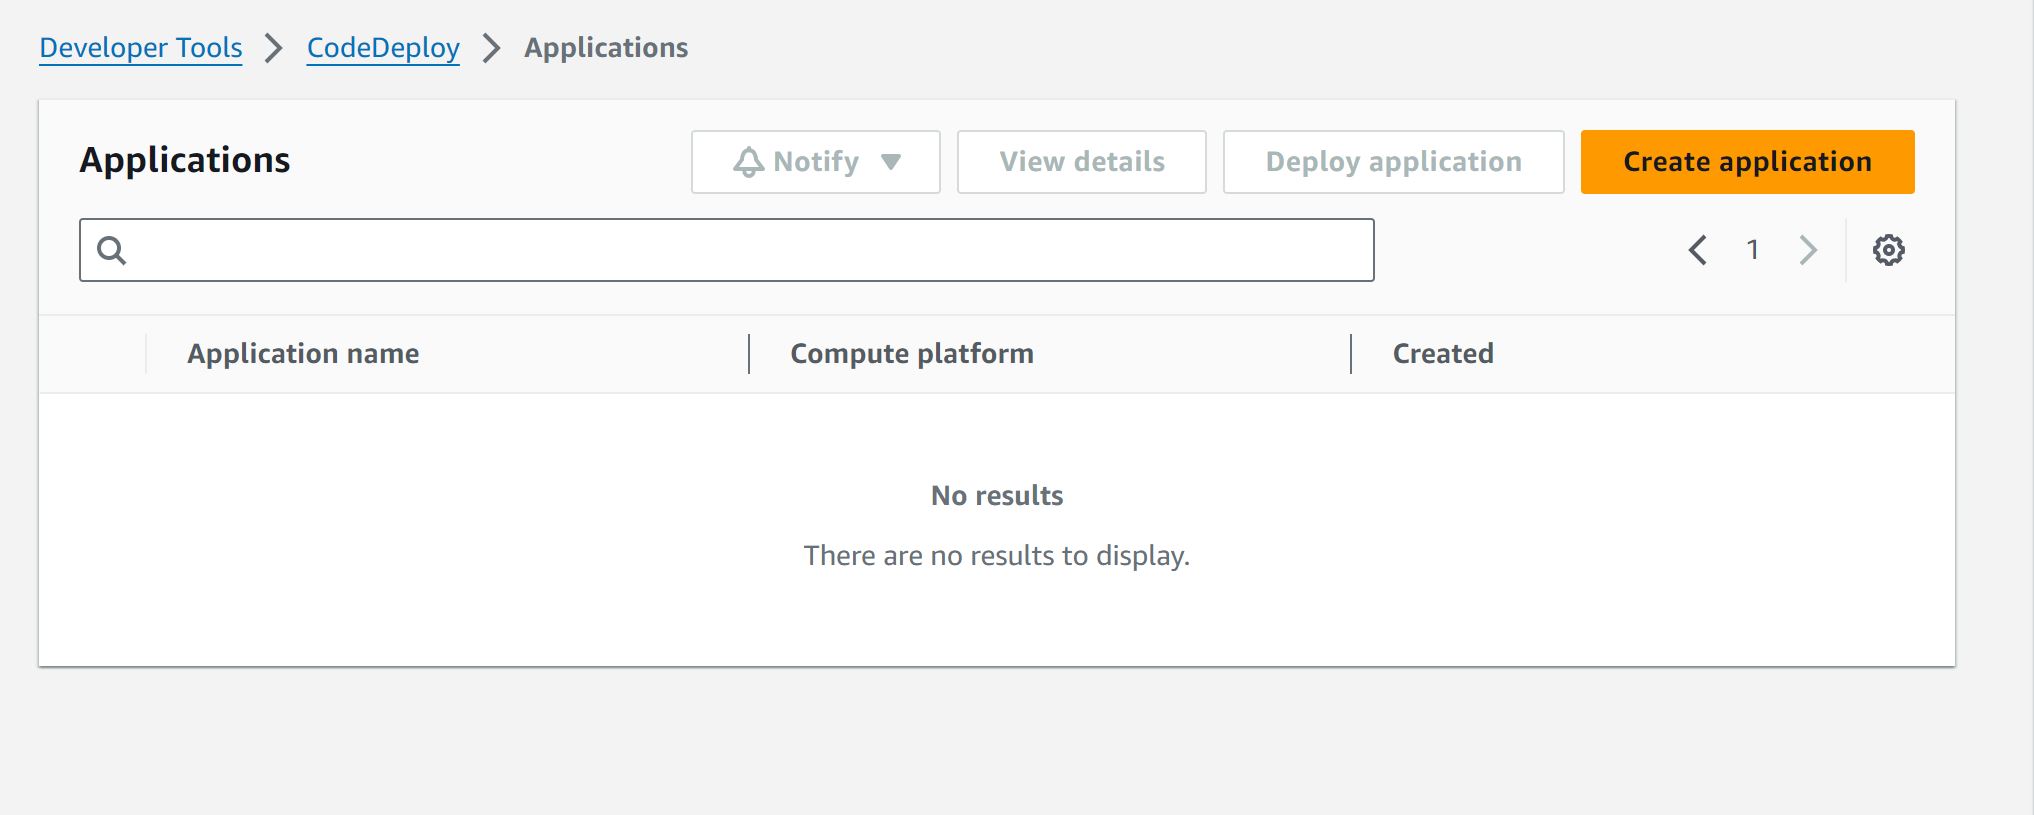 Developer Tools > CodeDeploy > Applications
Applications
Notify
View details
Deploy application
Create application
1
Application name
Compute platform
Created
No results
There are no results to display.